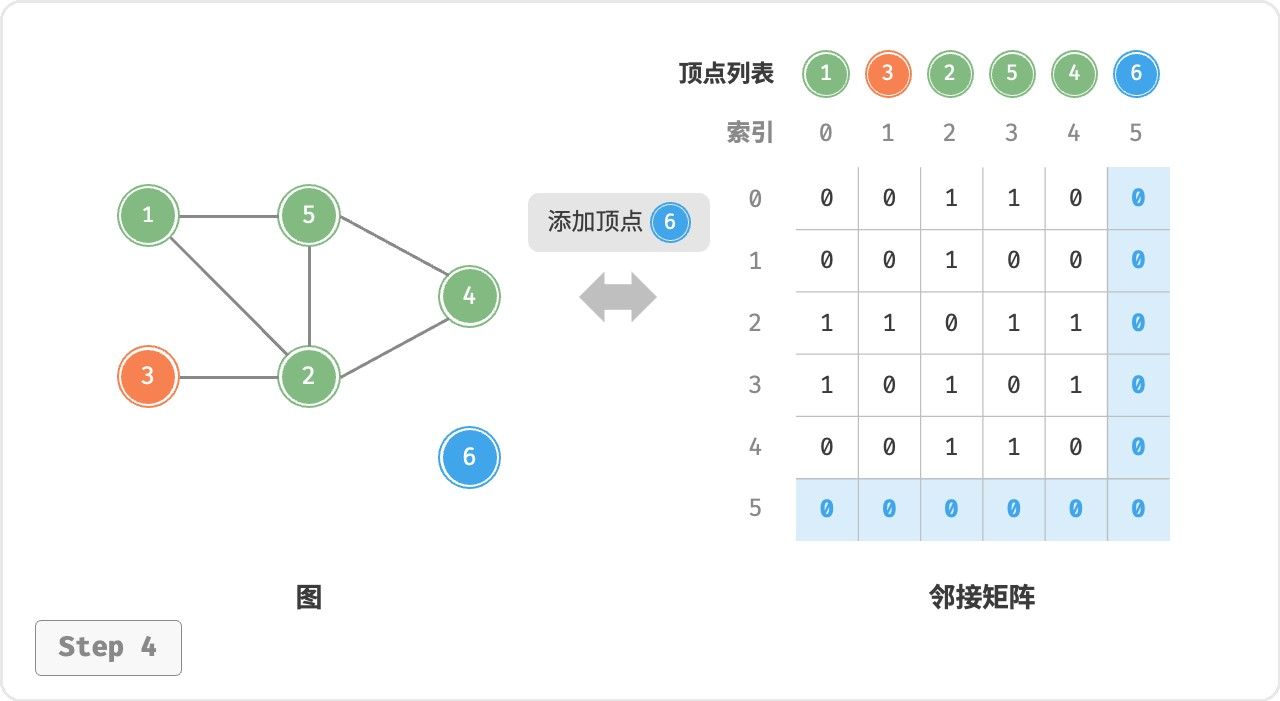 顶点列表 1 3 2 5 4 6
索引 0 1 2 3 4 5
0 0 0 1 1 0 0
1 0 0 1 0 0 0
2 1 1 0 1 1 0
3 1 0 1 0 1 0
4 0 0 1 1 0 0
5 0 0 0 0 0 0
邻接矩阵
添加顶点 6
1 5
4
3 2
6
图
Step 4